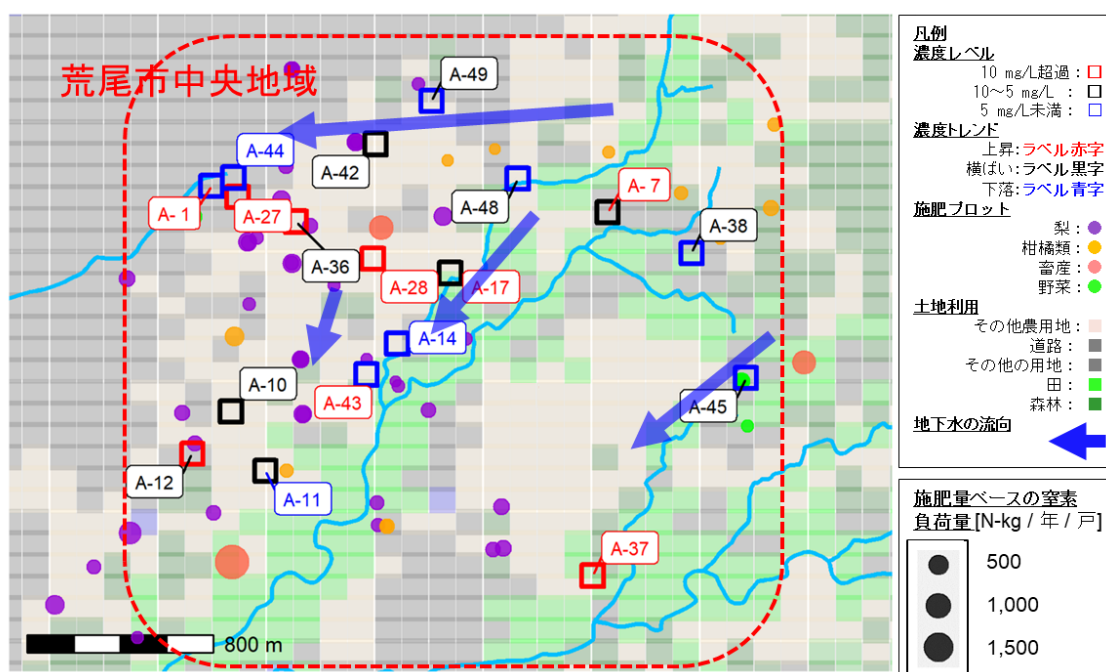 荒尾市中央地域
A-49
A-44
A-42
A- 1
A-27
A-48
A- 7
A-38
A-36
A-28
A-17
A-14
A-10
A-43
A-45
A-12
A-11
A-37
800 m
凡例
濃度レベル
10 mg/L超過：
10～5 mg/L：
5 mg/L未満：
濃度トレンド
上昇：ラベル赤字
横ばい：ラベル黒字
下落：ラベル青字
施肥プロット
梨：
柑橘類：
畜産：
野菜：
土地利用
その他農用地：
道路：
その他の用地：
田：
森林：
地下水の流向
施肥量ベースの窒素
負荷量[N-kg / 年 / 戸]
500
1,000
1,500